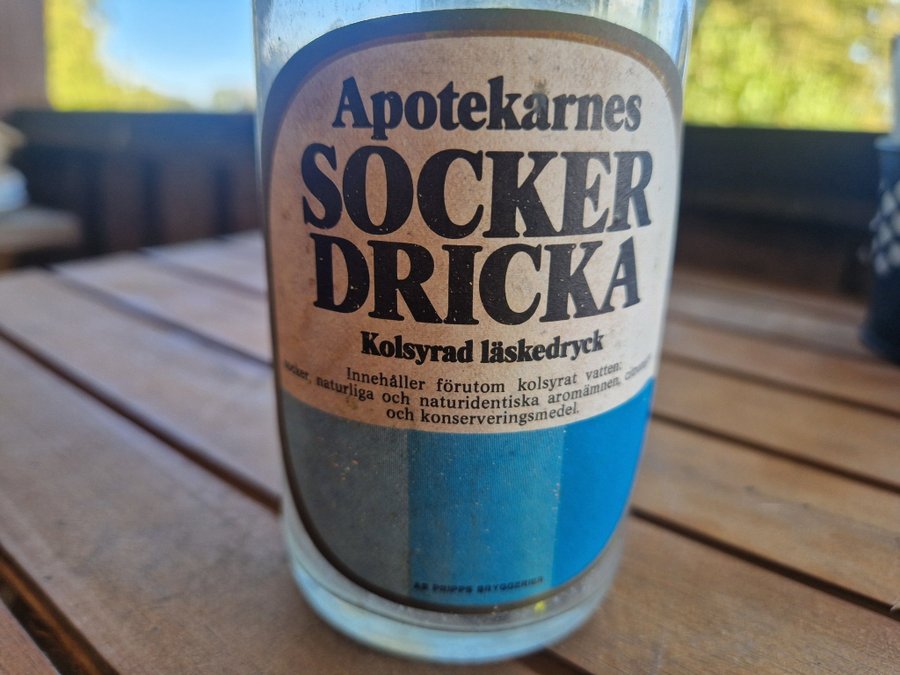 Apotekarnes
SOCKER
DRICKA
Kolsyrad läskedryck
Innehåller förutom kolsyrat vatten:
socker, naturliga och naturidentiska aromämnen,
och konserveringsmedel.
AB PRIPPS BRYGGERIER